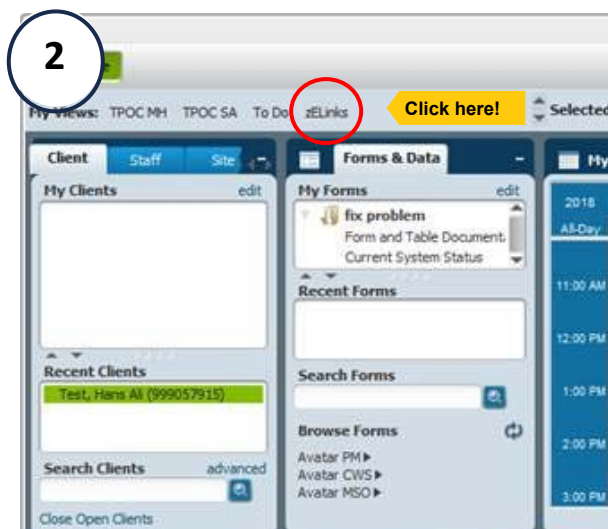 2
My Views: TPOC MH TPOC SA To Do zELinks Click here! Selected
Client Staff Site Forms & Data My
My Clients edit
My Forms edit
fix problem
Form and Table Document.
Current System Status
Recent Forms
Recent Clients
Test, Hans Ali (999057915)
Search Forms
Browse Forms
Avatar PM
Avatar CWS
Avatar MSO
Search Clients advanced
Close Open Clients
2018
All-Day
11:00 AM
12:00 PM
1:00 PM
2:00 PM
3:00 PM